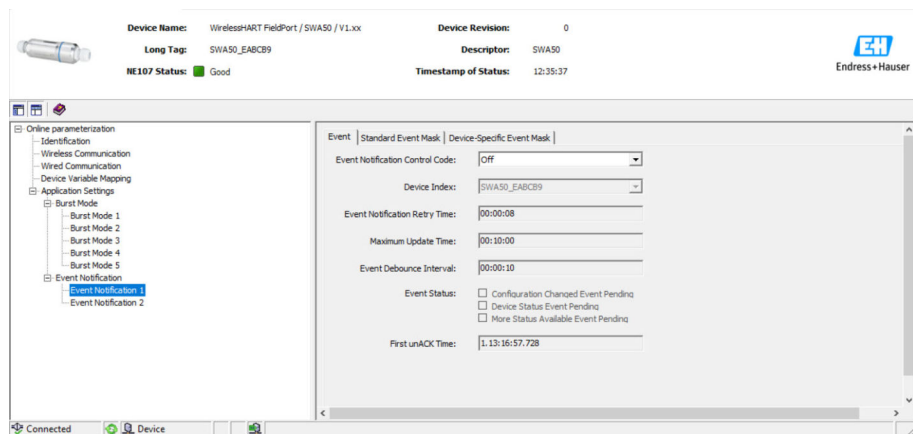 Device Name: WirelessHART FieldPort / SWA50 / V1.xx Device Revision: 0
Long Tag: SWA50_EABCB9 Descriptor: SWA50
NE107 Status: Good Timestamp of Status: 12:35:37
EH
Endress+Hauser
Online parameterization
Identification
Wireless Communication
Wired Communication
Device Variable Mapping
Application Settings
Burst Mode
Burst Mode 1
Burst Mode 2
Burst Mode 3
Burst Mode 4
Burst Mode 5
Event Notification
Event Notification 1
Event Notification 2
Event Standard Event Mask Device-Specific Event Mask
Event Notification Control Code: Off
Device Index: SWA50_EABCB9
Event Notification Retry Time: 00:00:08
Maximum Update Time: 00:10:00
Event Debounce Interval: 00:00:10
Event Status: Configuration Changed Event Pending
Device Status Event Pending
More Status Available Event Pending
First unACK Time: 1.13:16:57.728
Connected Device